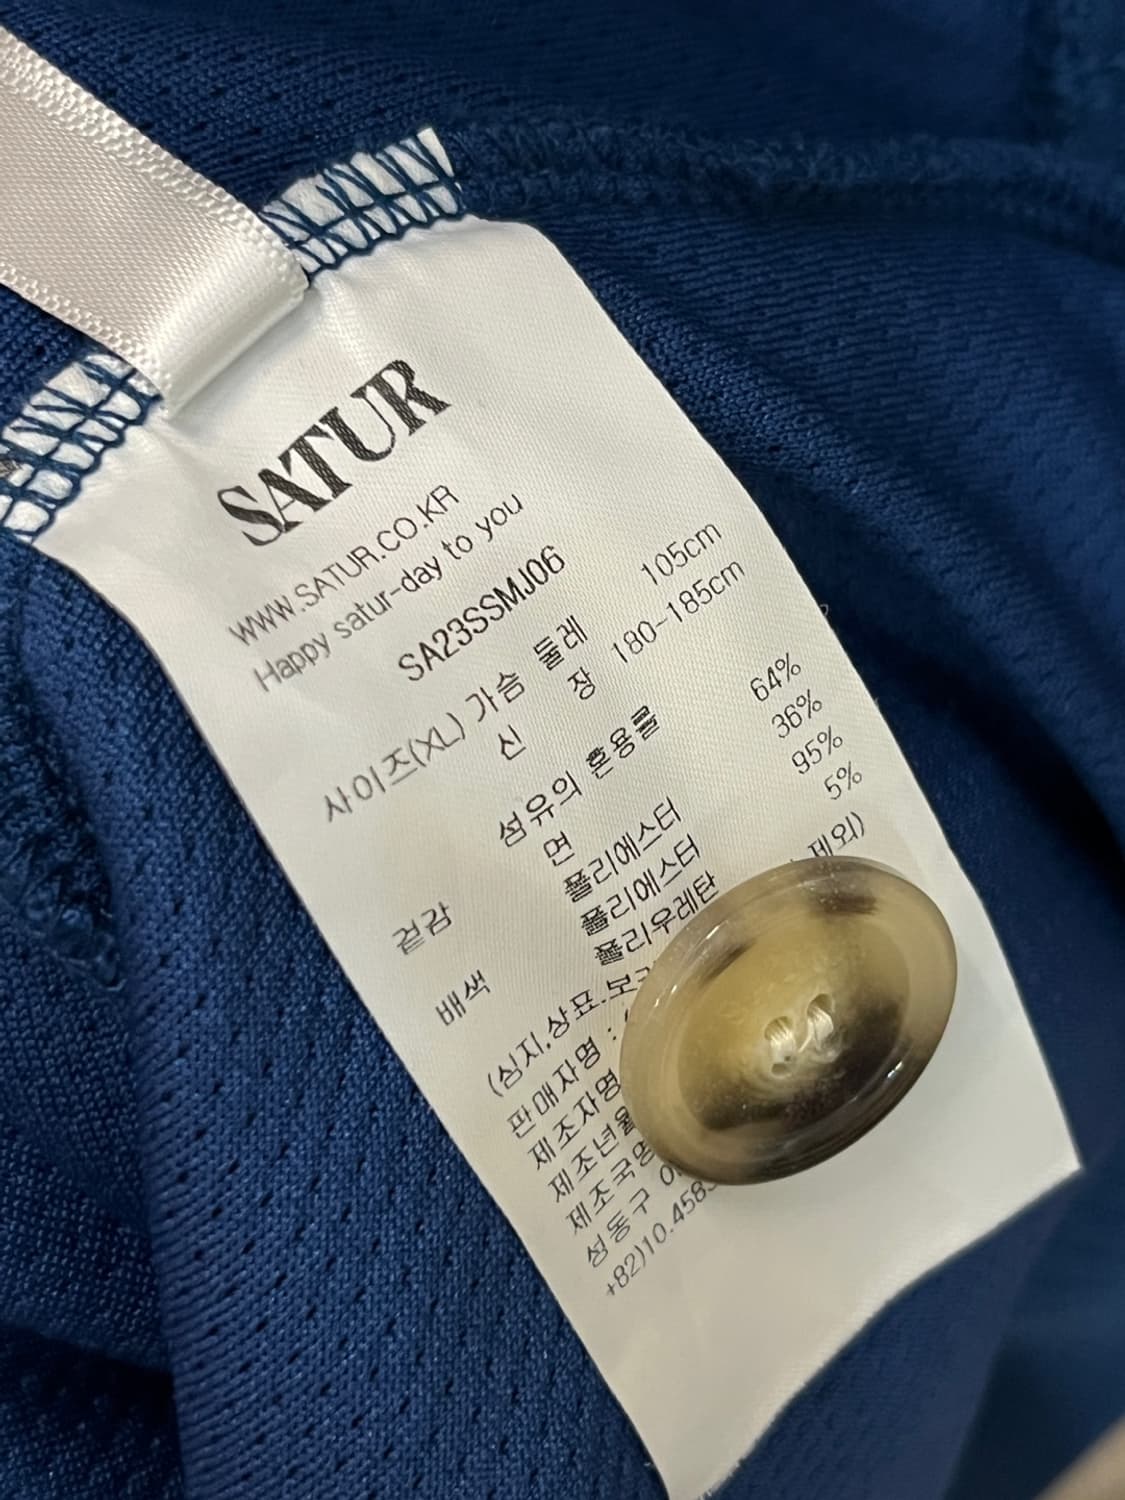 SATUR
WWW.SATUR.CO.KR
Happy satur-day to you
SA23SSMJ06
사이즈(XL) 가슴 둘레 105cm
신 장 180~185cm
섬유의 혼용률
겉감 면 64%
폴리에스터 36%
배색 폴리에스터 95%
폴리우레탄 5%
(심지,상표.보 제외)
판매자명 :
제조자명
제조년월
제조국명
성동구
+82)10.458